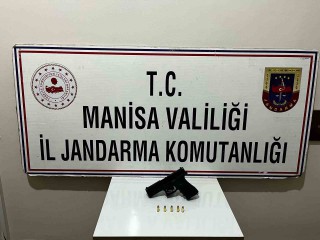 T.C.
MANİSA VALİLİĞİ
İL JANDARMA KOMUTANLIĞI